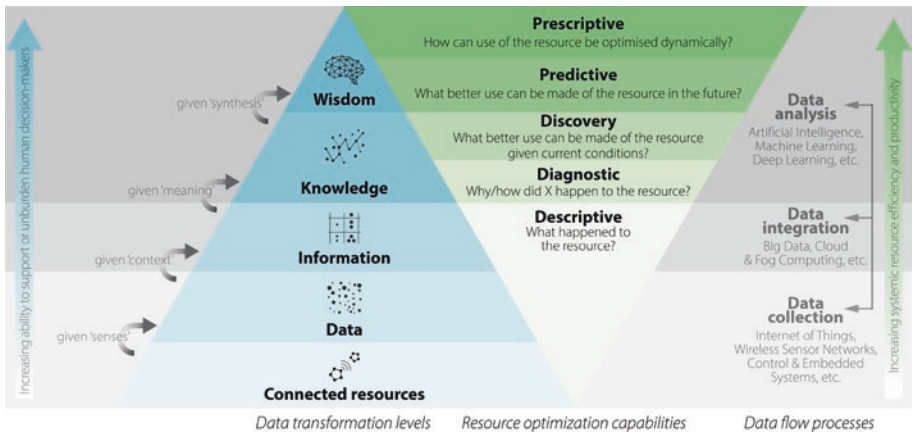 Increasing ability to support or unburden human decision-makers
given 'synthesis'
given 'meaning'
given 'context'
given 'senses'
Wisdom
Knowledge
Information
Data
Connected resources
Prescriptive
How can use of the resource be optimised dynamically?
Predictive
What better use can be made of the resource in the future?
Discovery
What better use can be made of the resource
given current conditions?
Diagnostic
Why/how did X happen to the resource?
Descriptive
What happened to
the resource?
Data
analysis
Artificial Intelligence,
Machine Learning,
Deep Learning, etc.
Data
integration
Big Data, Cloud
& Fog Computing, etc.
Data
collection
Internet of Things,
Wireless Sensor Networks,
Control & Embedded
Systems, etc.
Increasing systemic resource efficiency and productivity
Data transformation levels
Resource optimization capabilities
Data flow processes